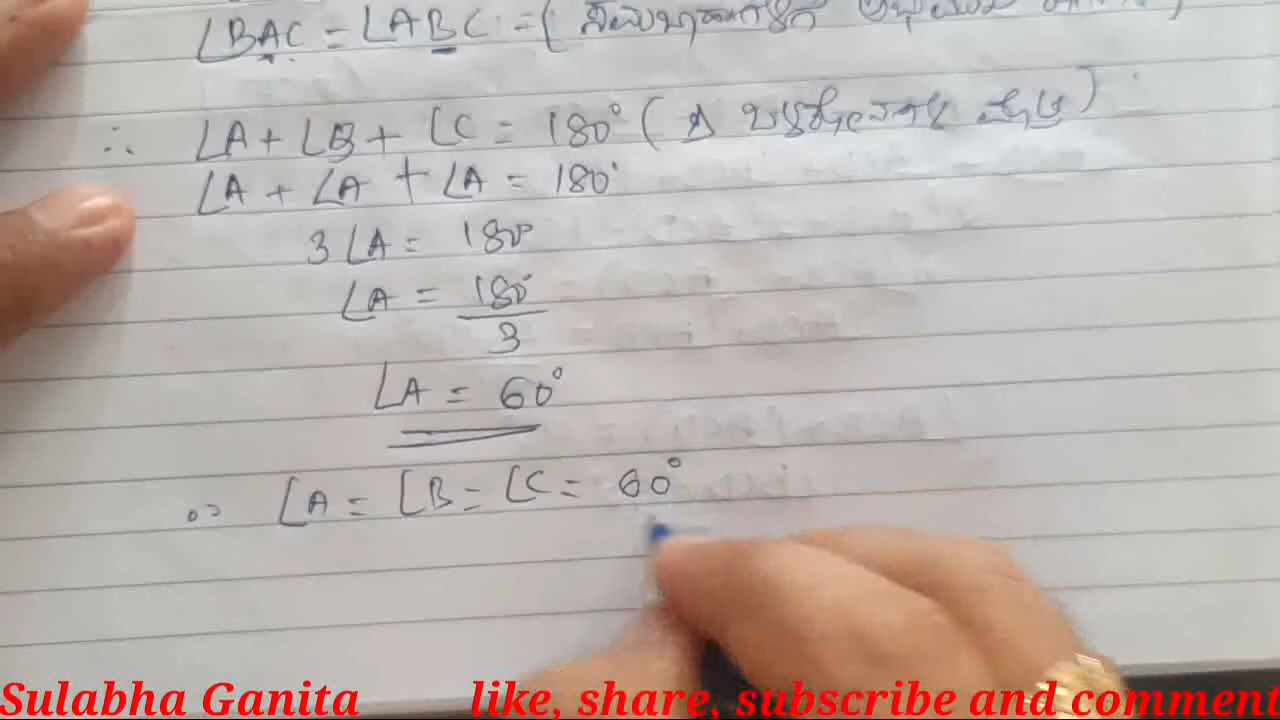 ∠BAC = ∠ABC = (
∴ ∠A + ∠B + ∠C = 180° ( Δ
∠A + ∠A + ∠A = 180°
3∠A = 180°
∠A = 180°
3
∠A = 60°
∴ ∠A = ∠B = ∠C = 60°
Sulabha Ganita like, share, subscribe and comment